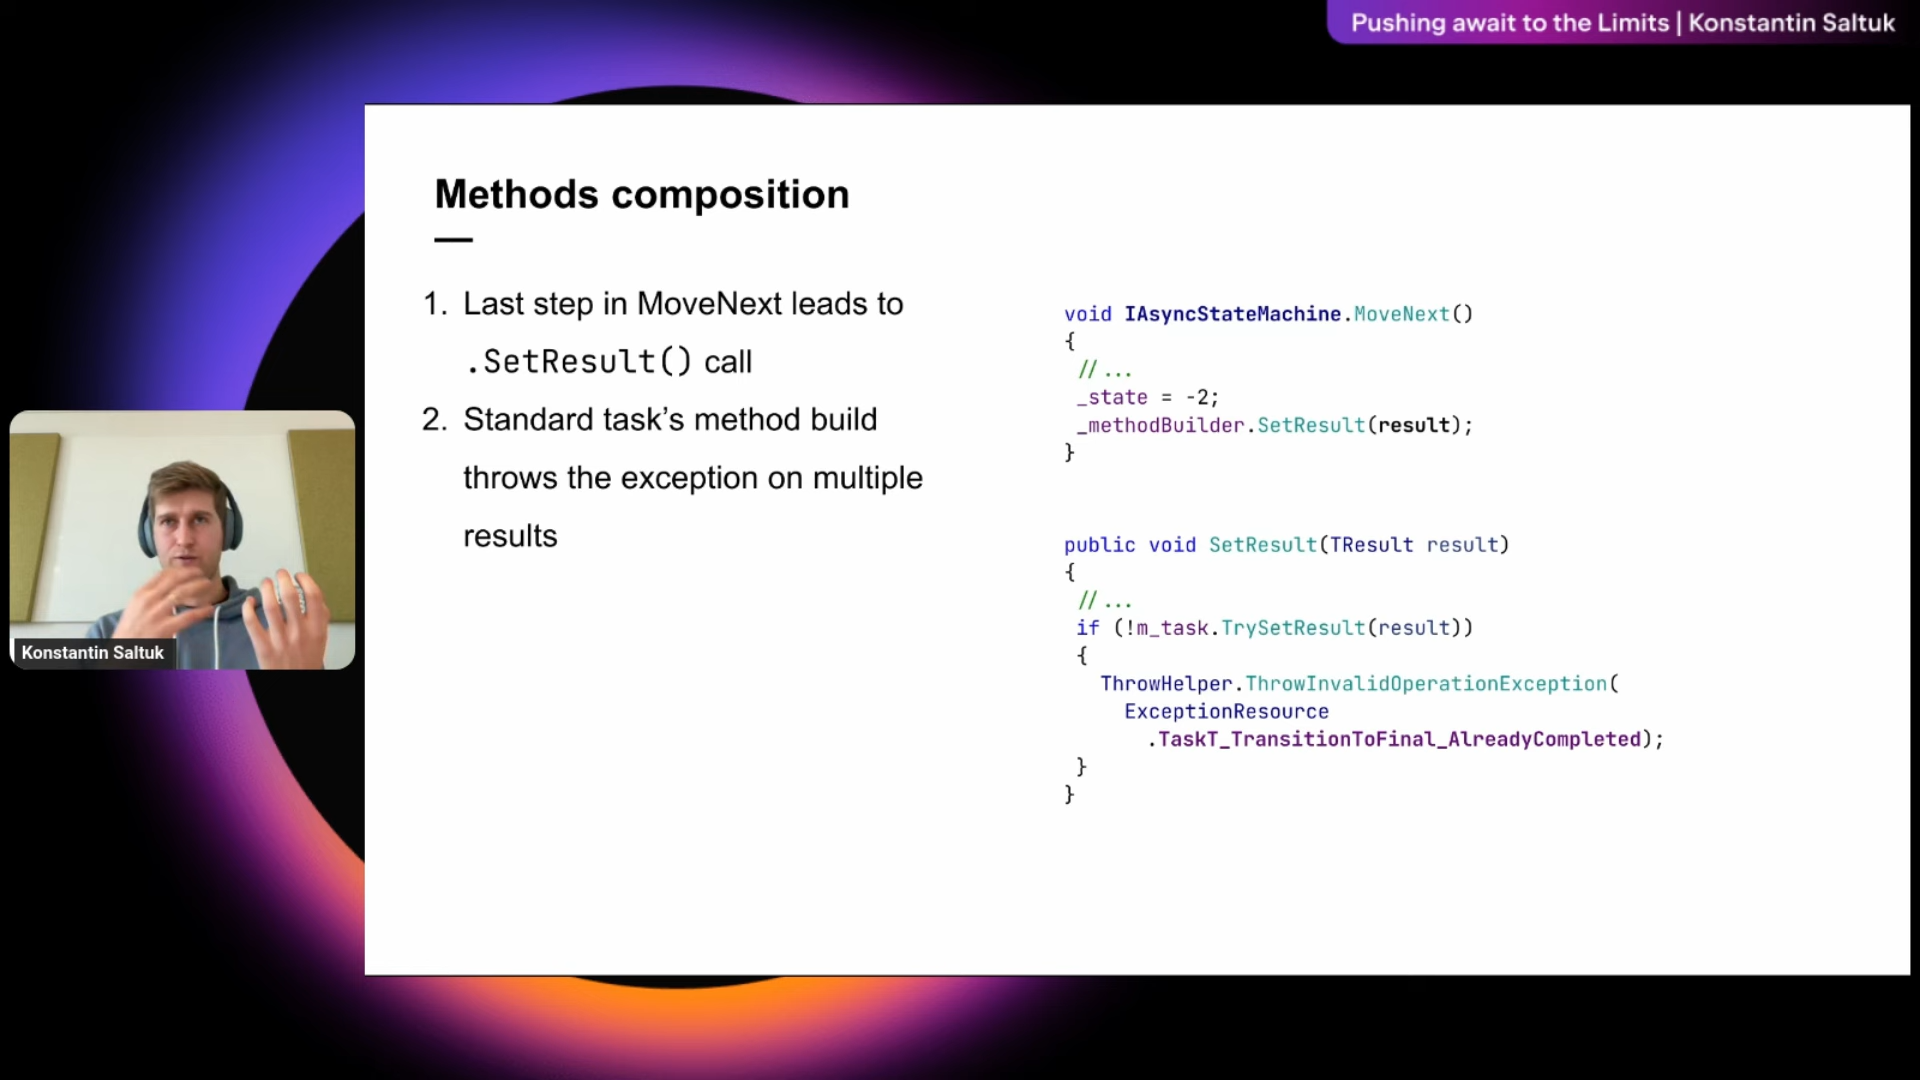 Pushing await to the Limits | Konstantin Saltuk
Methods composition
1. Last step in MoveNext leads to
.SetResult() call
2. Standard task’s method build
throws the exception on multiple
results
void IAsyncStateMachine.MoveNext()
{
// ...
_state = -2;
_methodBuilder.SetResult(result);
}
public void SetResult(TResult result)
{
// ...
if (!m_task.TrySetResult(result))
{
ThrowHelper.ThrowInvalidOperationException(
ExceptionResource
.TaskT_TransitionToFinal_AlreadyCompleted);
}
}
Konstantin Saltuk